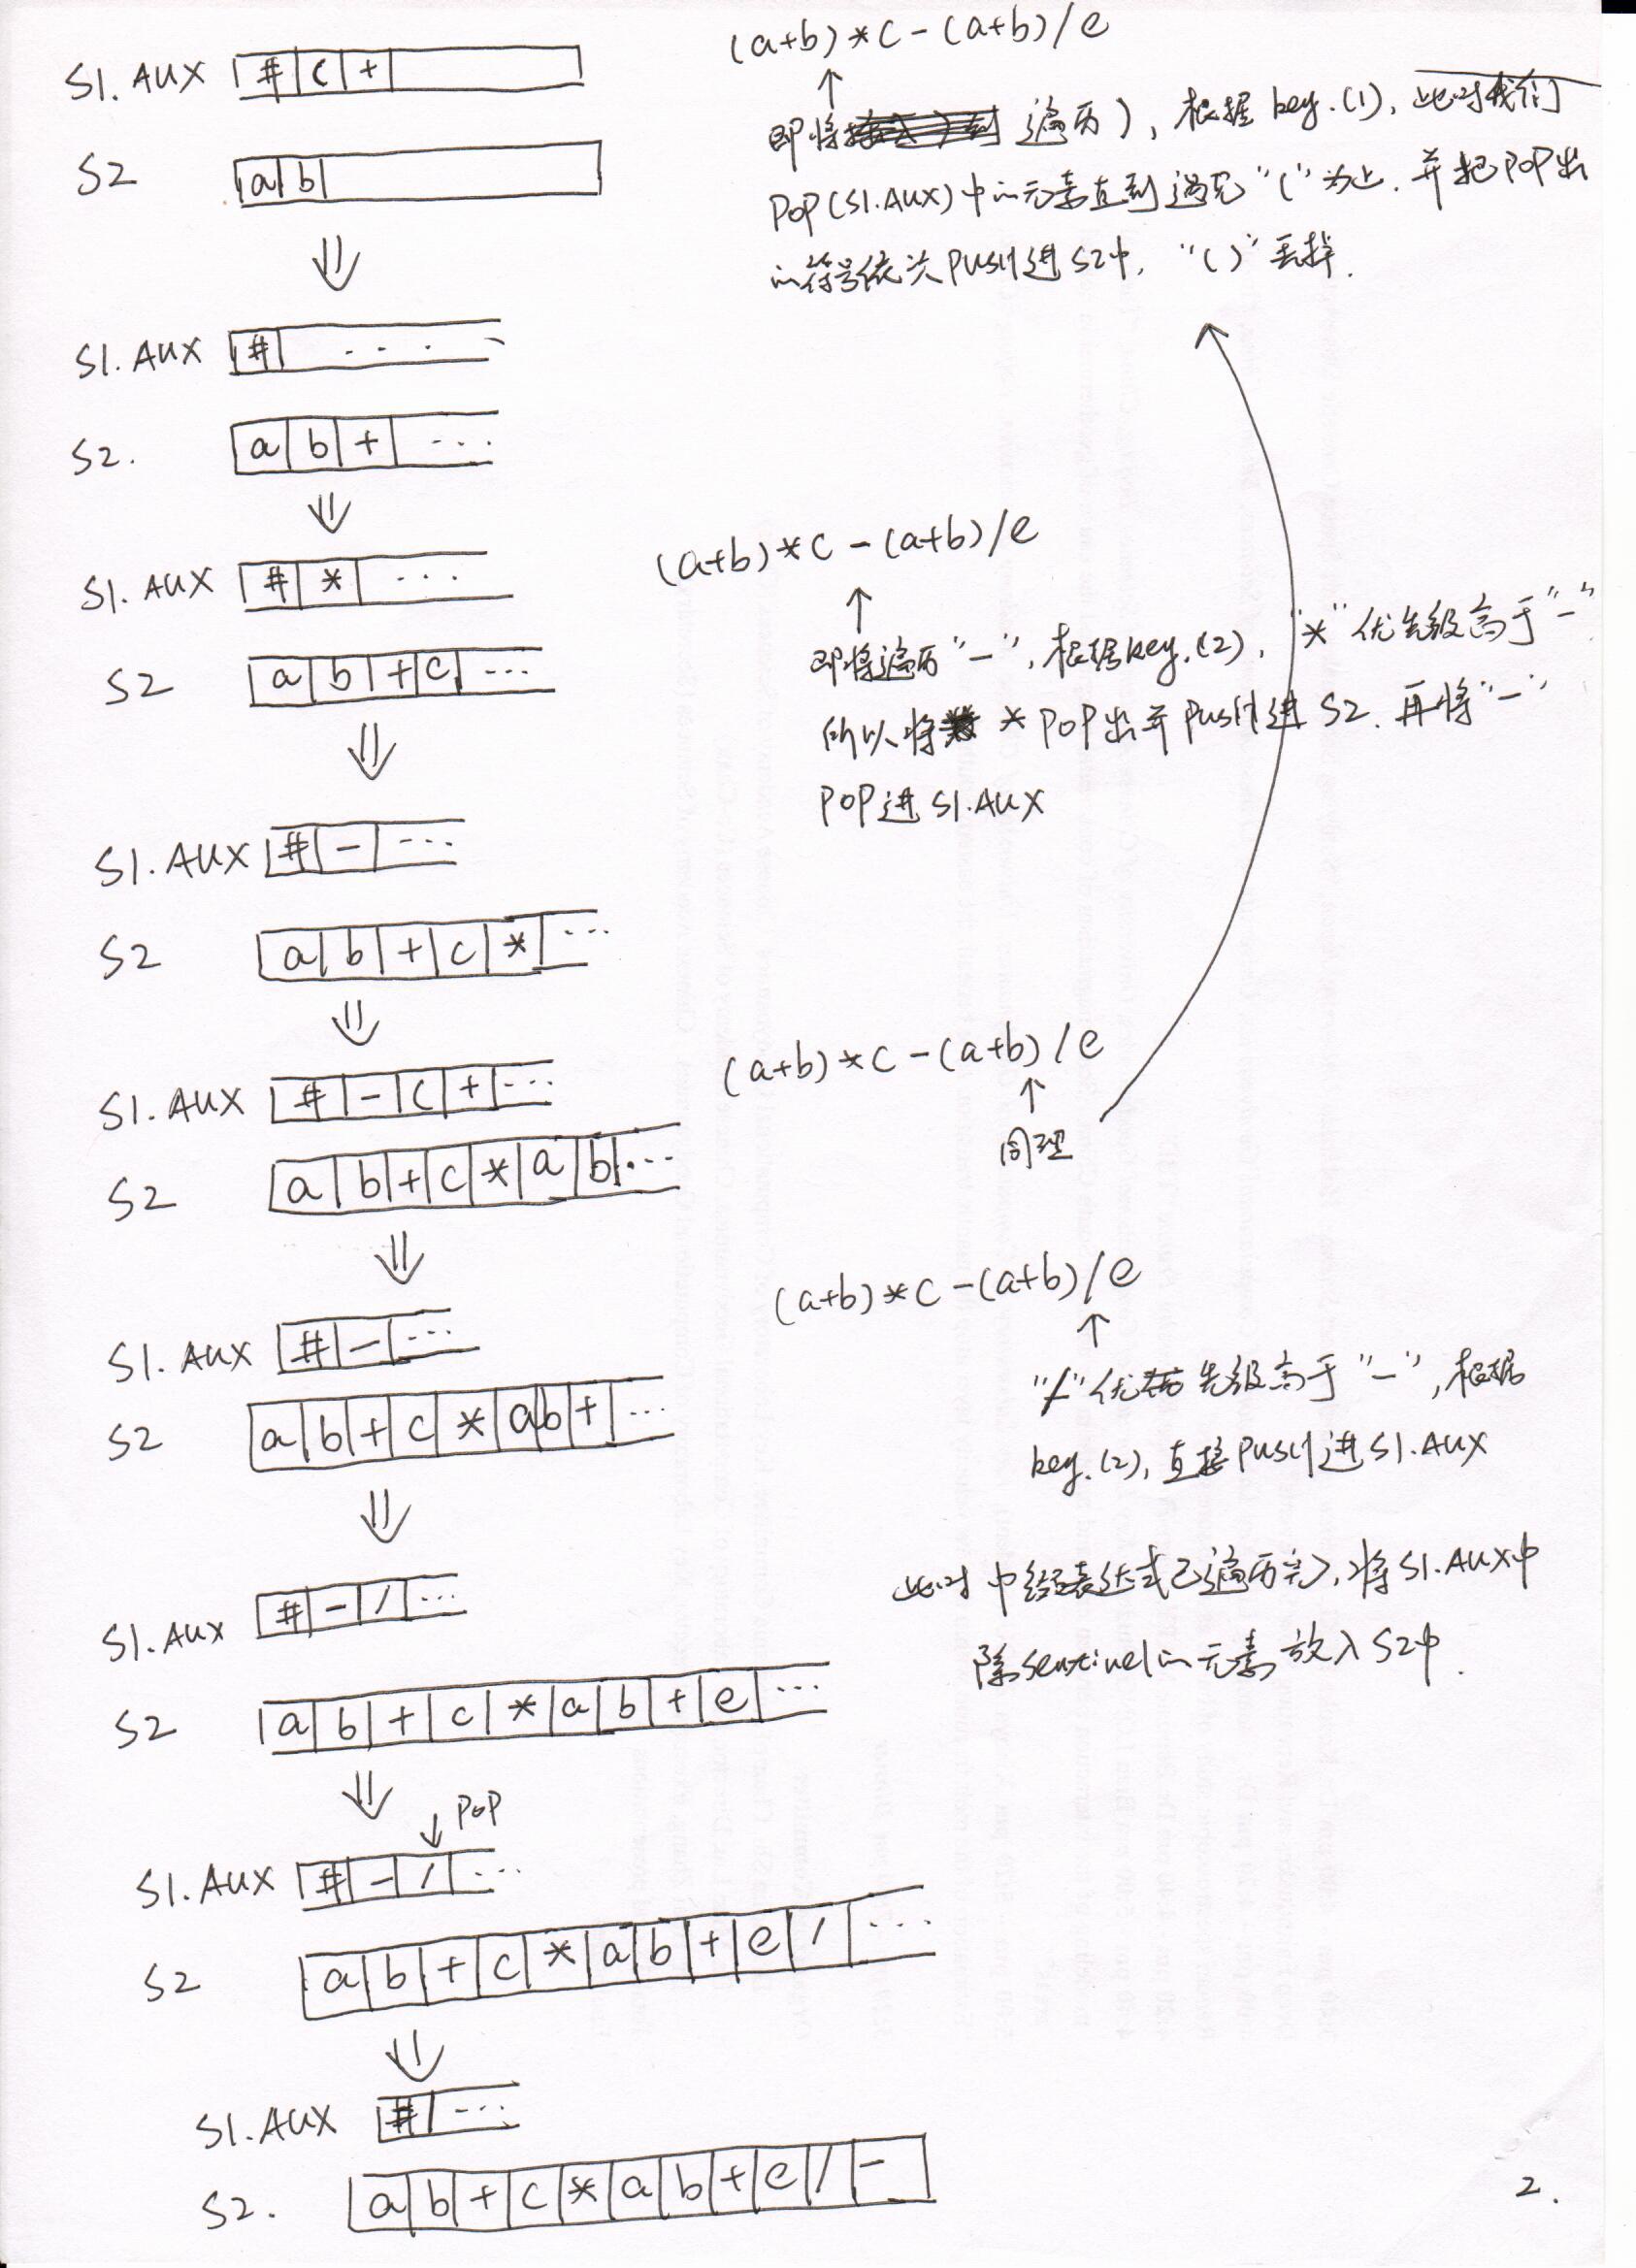 (a+b)*c-(a+b)/e
S1.AUX # ( +
即将 遍历 ), 根据 key.(1), 此时我们
S2 a b
POP(S1.AUX)中的元素直到遇见“(”为止. 并把POP出
的符号依次PUSH进S2中, “( )”丢掉.
S1.AUX # ...
S2. a b + ...
(a+b)*c-(a+b)/e
S1.AUX # * ...
即将遍历“-”, 根据key.(2), “*”优先级高于“-”
S2 a b + c ...
所以将 * POP出并PUSH进 S2. 再将“-”
POP进 S1.AUX
S1.AUX # - ...
S2 a b + c * ...
(a+b)*c-(a+b)/e
S1.AUX # - ( + ...
同理
S2 a b + c * a b ...
(a+b)*c-(a+b)/e
S1.AUX # - ...
“/”优先级高于“-”, 根据
S2 a b + c * a b + ...
key.(2), 直接PUSH进S1.AUX
此时中缀表达式已遍历完, 将S1.AUX中
S1.AUX # - / ...
除sentinel的元素放入S2中.
S2 a b + c * a b + e ...
POP
S1.AUX # - / ...
S2 a b + c * a b + e / ...
S1.AUX # ...
S2. a b + c * a b + e / -
2.